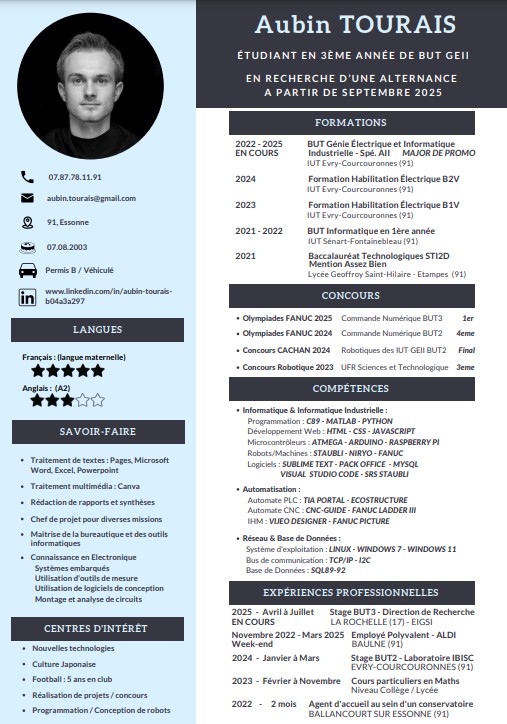 Aubin TOURAIS
ÉTUDIANT EN 3ÈME ANNÉE DE BUT GEII
EN RECHERCHE D'UNE ALTERNANCE
A PARTIR DE SEPTEMBRE 2025
07.87.78.11.91
aubin.tourais@gmail.com
91, Essonne
07.08.2003
Permis B / Véhiculé
www.linkedin.com/in/aubin-tourais-
b04a3a297
LANGUES
Français : (langue maternelle)
Anglais : (A2)
SAVOIR-FAIRE
• Traitement de textes : Pages, Microsoft
Word, Excel, Powerpoint
• Traitement multimédia : Canva
• Rédaction de rapports et synthèses
• Chef de projet pour diverses missions
• Maitrise de la bureautique et des outils
informatiques
• Connaissance en Electronique
Systèmes embarqués
Utilisation d'outils de mesure
Utilisation de logiciels de conception
Montage et analyse de circuits
CENTRES D'INTÉRÊT
• Nouvelles technologies
• Culture Japonaise
• Football : 5 ans en club
• Réalisation de projets / concours
• Programmation / Conception de robots
FORMATIONS
2022 - 2025 BUT Génie Électrique et Informatique
EN COURS Industrielle - Spé. AII MAJOR DE PROMO
IUT Evry-Courcouronnes (91)
2024 Formation Habilitation Électrique B2V
IUT Evry-Courcouronnes (91)
2023 Formation Habilitation Électrique B1V
IUT Evry-Courcouronnes (91)
2021 - 2022 BUT Informatique en 1ère année
IUT Sénart-Fontainebleau (91)
2021 Baccalauréat Technologiques STI2D
Mention Assez Bien
Lycée Geoffroy Saint-Hilaire - Etampes (91)
CONCOURS
• Olympiades FANUC 2025 Commande Numérique BUT3 1er
• Olympiades FANUC 2024 Commande Numérique BUT2 4eme
• Concours CACHAN 2024 Robotiques des IUT GEII BUT2 Final
• Concours Robotique 2023 UFR Sciences et Technologique 3eme
COMPÉTENCES
• Informatique & Informatique Industrielle :
Programmation : C89 - MATLAB - PYTHON
Développement Web : HTML - CSS - JAVASCRIPT
Microcontrôleurs : ATMEGA - ARDUINO - RASPBERRY PI
Robots/Machines : STAUBLI - NIRYO - FANUC
Logiciels : SUBLIME TEXT - PACK OFFICE - MYSQL
VISUAL STUDIO CODE - SRS STAUBLI
• Automatisation :
Automate PLC : TIA PORTAL - ECOSTRUCTURE
Automate CNC : CNC-GUIDE - FANUC LADDER III
IHM : VIJEO DESIGNER - FANUC PICTURE
• Réseau & Base de Données :
Système d'exploitation : LINUX - WINDOWS 7 - WINDOWS 11
Bus de communication : TCP/IP - I2C
Base de Données : SQL89-92
EXPÉRIENCES PROFESSIONNELLES
2025 - Avril à Juillet Stage BUT3 - Direction de Recherche
EN COURS LA ROCHELLE (17) - EIGSI
Novembre 2022 - Mars 2025 Employé Polyvalent - ALDI
Week-end BAULNE (91)
2024 - Janvier à Mars Stage BUT2 - Laboratoire IBISC
EVRY-COURCOURONNES (91)
2023 - Février à Novembre Cours particuliers en Maths
Niveau Collège / Lycée
2022 - 2 mois Agent d'accueil au sein d'un conservatoire
BALLANCOURT SUR ESSONNE (91)